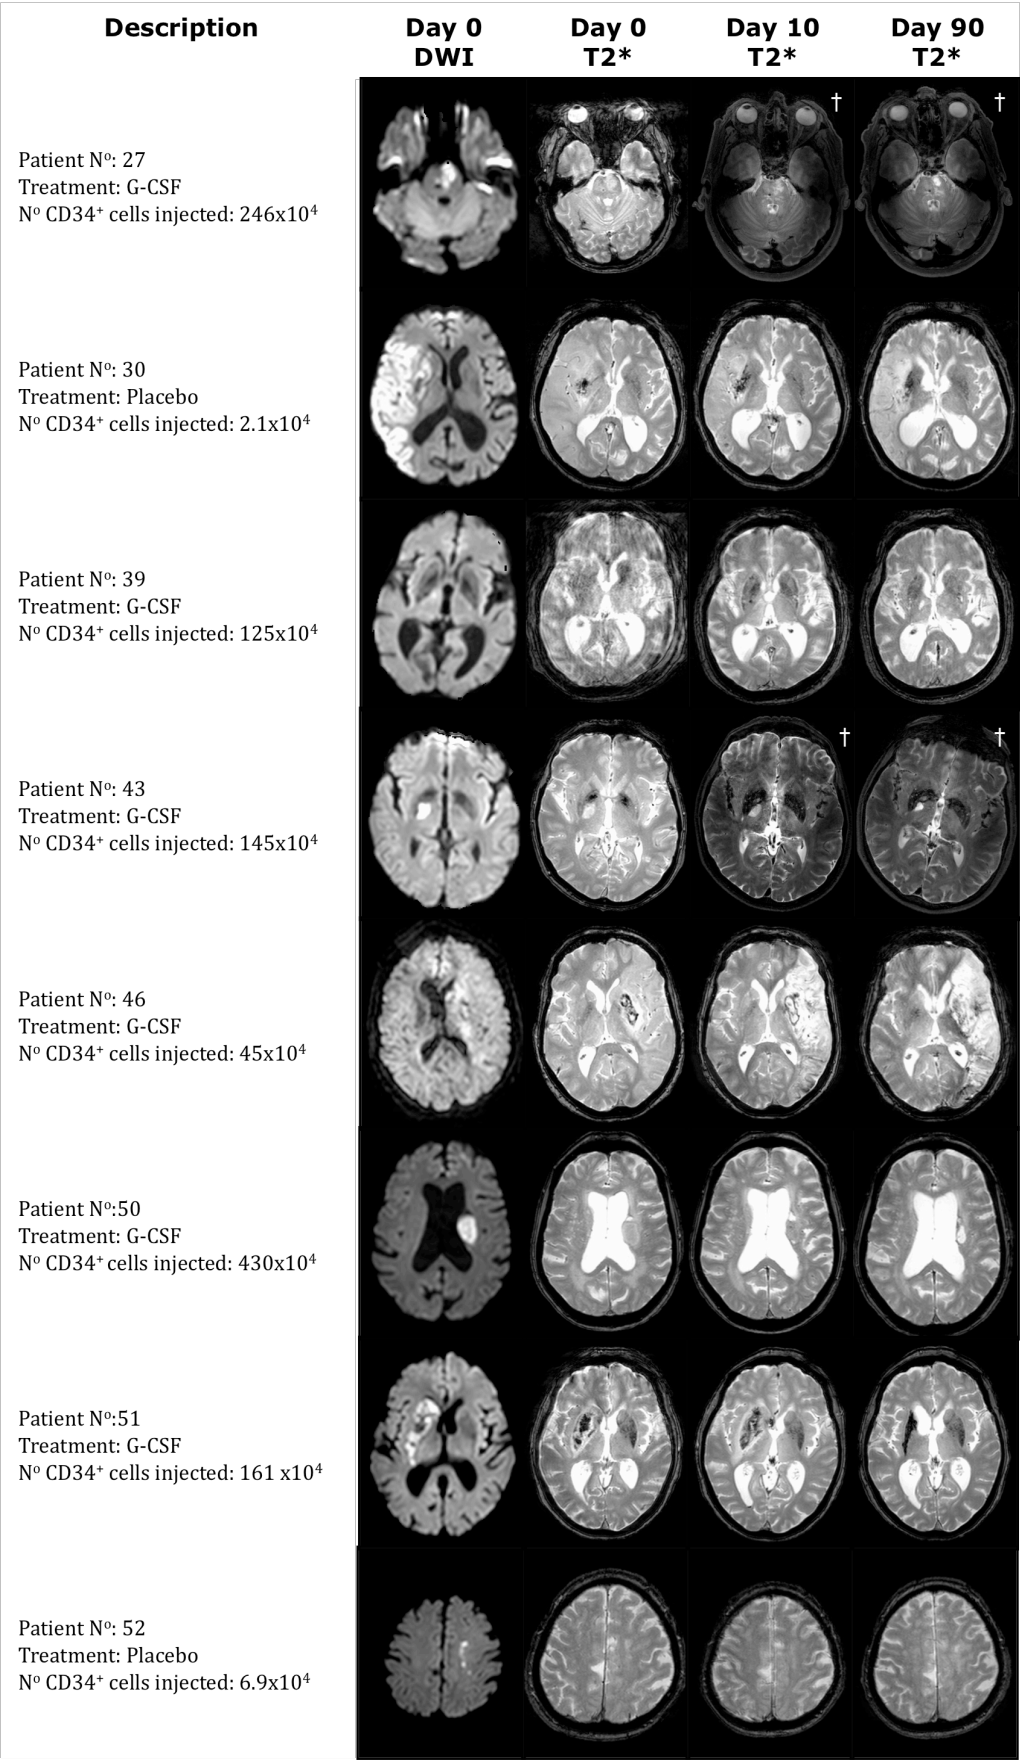 Description Day 0 Day 0 Day 10 Day 90
DWI T2* T2* T2*
† †
Patient Nº: 27
Treatment: G-CSF
Nº CD34⁺ cells injected: 246x10⁴
Patient Nº: 30
Treatment: Placebo
Nº CD34⁺ cells injected: 2.1x10⁴
Patient Nº: 39
Treatment: G-CSF
Nº CD34⁺ cells injected: 125x10⁴
† †
Patient Nº: 43
Treatment: G-CSF
Nº CD34⁺ cells injected: 145x10⁴
Patient Nº: 46
Treatment: G-CSF
Nº CD34⁺ cells injected: 45x10⁴
Patient Nº:50
Treatment: G-CSF
Nº CD34⁺ cells injected: 430x10⁴
Patient Nº:51
Treatment: G-CSF
Nº CD34⁺ cells injected: 161 x10⁴
Patient Nº: 52
Treatment: Placebo
Nº CD34⁺ cells injected: 6.9x10⁴